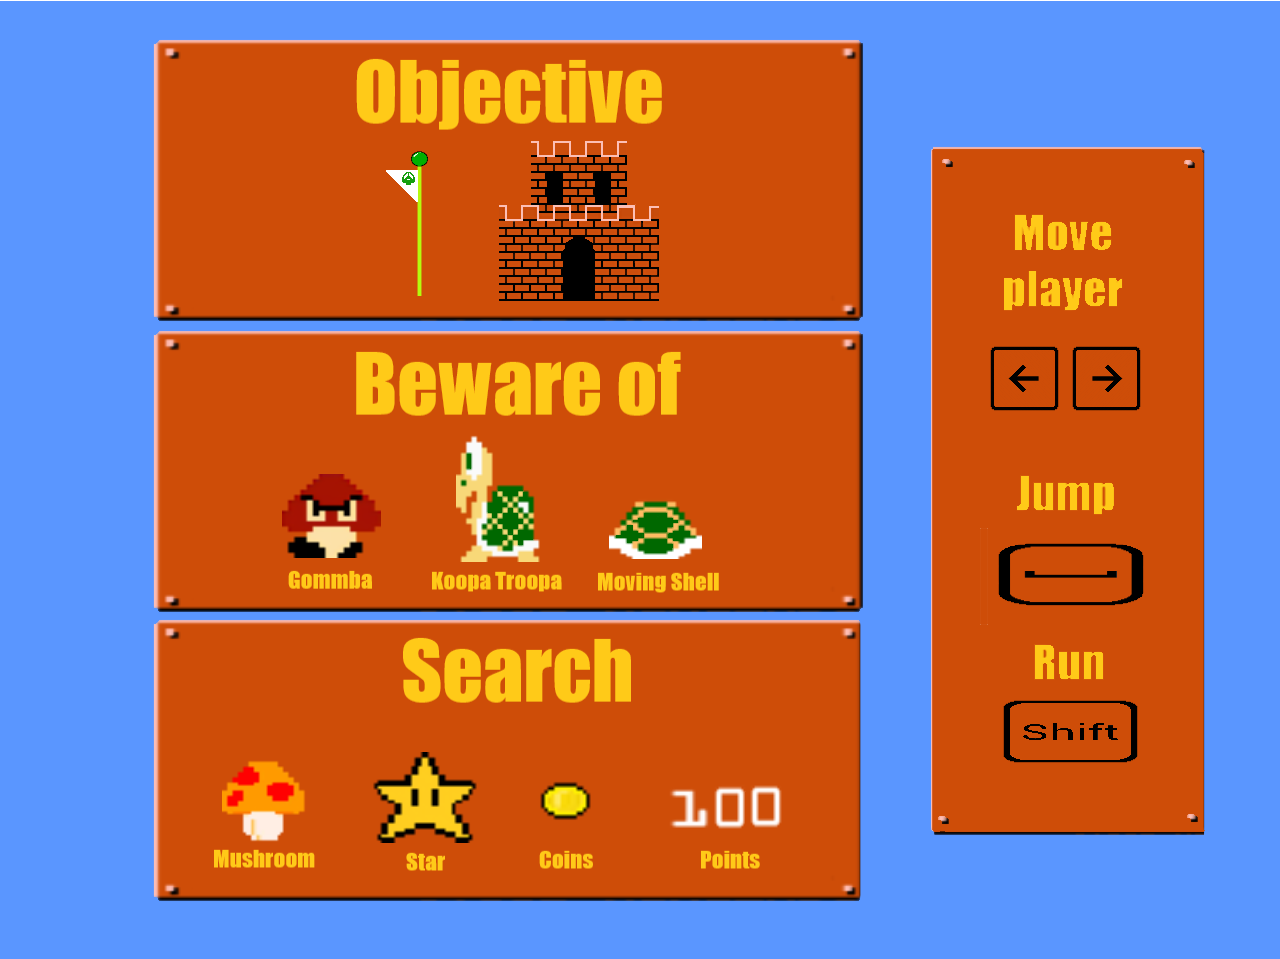 Objective
Beware of
Gommba
Koopa Troopa
Moving Shell
Search
100
Mushroom
Star
Coins
Points
Move
player
Jump
Run
Shift